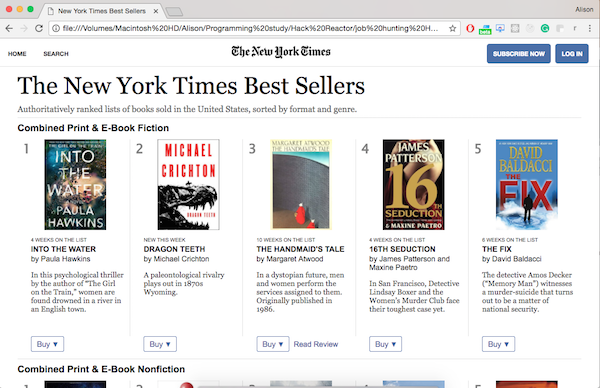 New York Times Best Sellers
Alison
file:///Volumes/Macintosh%20HD/Alison/Programming%20study/Hack%20Reactor/job%20hunting%20H...
HOME
SEARCH
The New York Times
SUBSCRIBE NOW
LOG IN
The New York Times Best Sellers
Authoritatively ranked lists of books sold in the United States, sorted by format and genre.
Combined Print & E-Book Fiction
1
INTO
THE
WATER
PAULA
HAWKINS
4 WEEKS ON THE LIST
INTO THE WATER
by Paula Hawkins
In this psychological thriller
by the author of “The Girl
on the Train,” women are
found drowned in a river in
an English town.
Buy ▼
2
MICHAEL
CRICHTON
DRAGON TEETH
NEW THIS WEEK
DRAGON TEETH
by Michael Crichton
A paleontological rivalry
plays out in 1870s
Wyoming.
Buy ▼
3
MARGARET ATWOOD
THE HANDMAID'S TALE
10 WEEKS ON THE LIST
THE HANDMAID'S TALE
by Margaret Atwood
In a dystopian future, men
and women perform the
services assigned to them.
Originally published in
1986.
Buy ▼
Read Review
4
JAMES
PATTERSON
16TH
SEDUCTION
& MAXINE PAETRO
4 WEEKS ON THE LIST
16TH SEDUCTION
by James Patterson and
Maxine Paetro
In San Francisco, Detective
Lindsay Boxer and the
Women's Murder Club face
their toughest case yet.
Buy ▼
5
DAVID
BALDACCI
THE
FIX
6 WEEKS ON THE LIST
THE FIX
by David Baldacci
The detective Amos Decker
(“Memory Man”) witnesses
a murder-suicide that turns
out to be a matter of
national security.
Buy ▼
Combined Print & E-Book Nonfiction